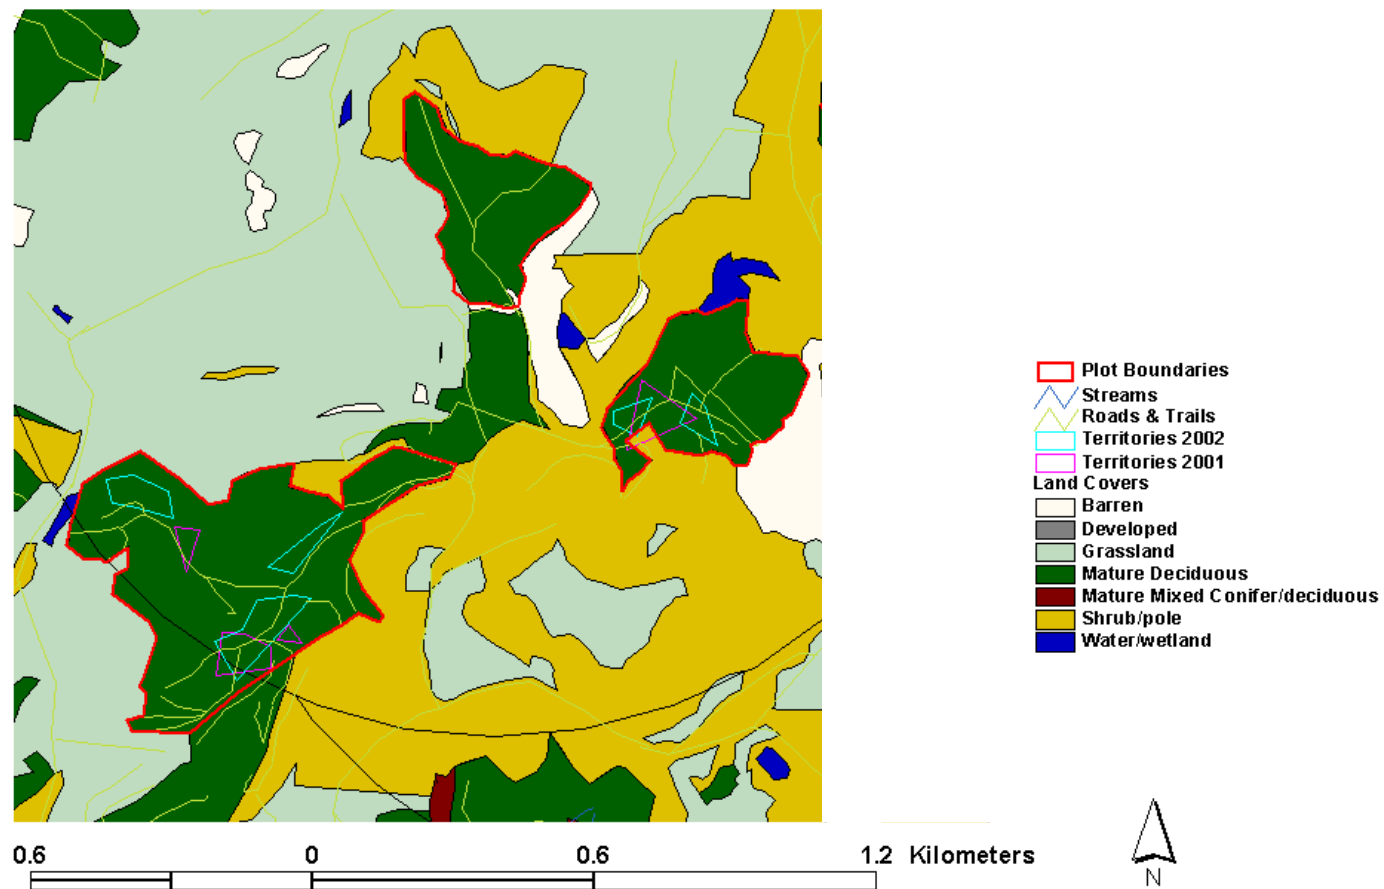 Plot Boundaries
Streams
Roads & Trails
Territories 2002
Territories 2001
Land Covers
Barren
Developed
Grassland
Mature Deciduous
Mature Mixed Conifer/deciduous
Shrub/pole
Water/wetland
0.6 0 0.6 1.2 Kilometers
N